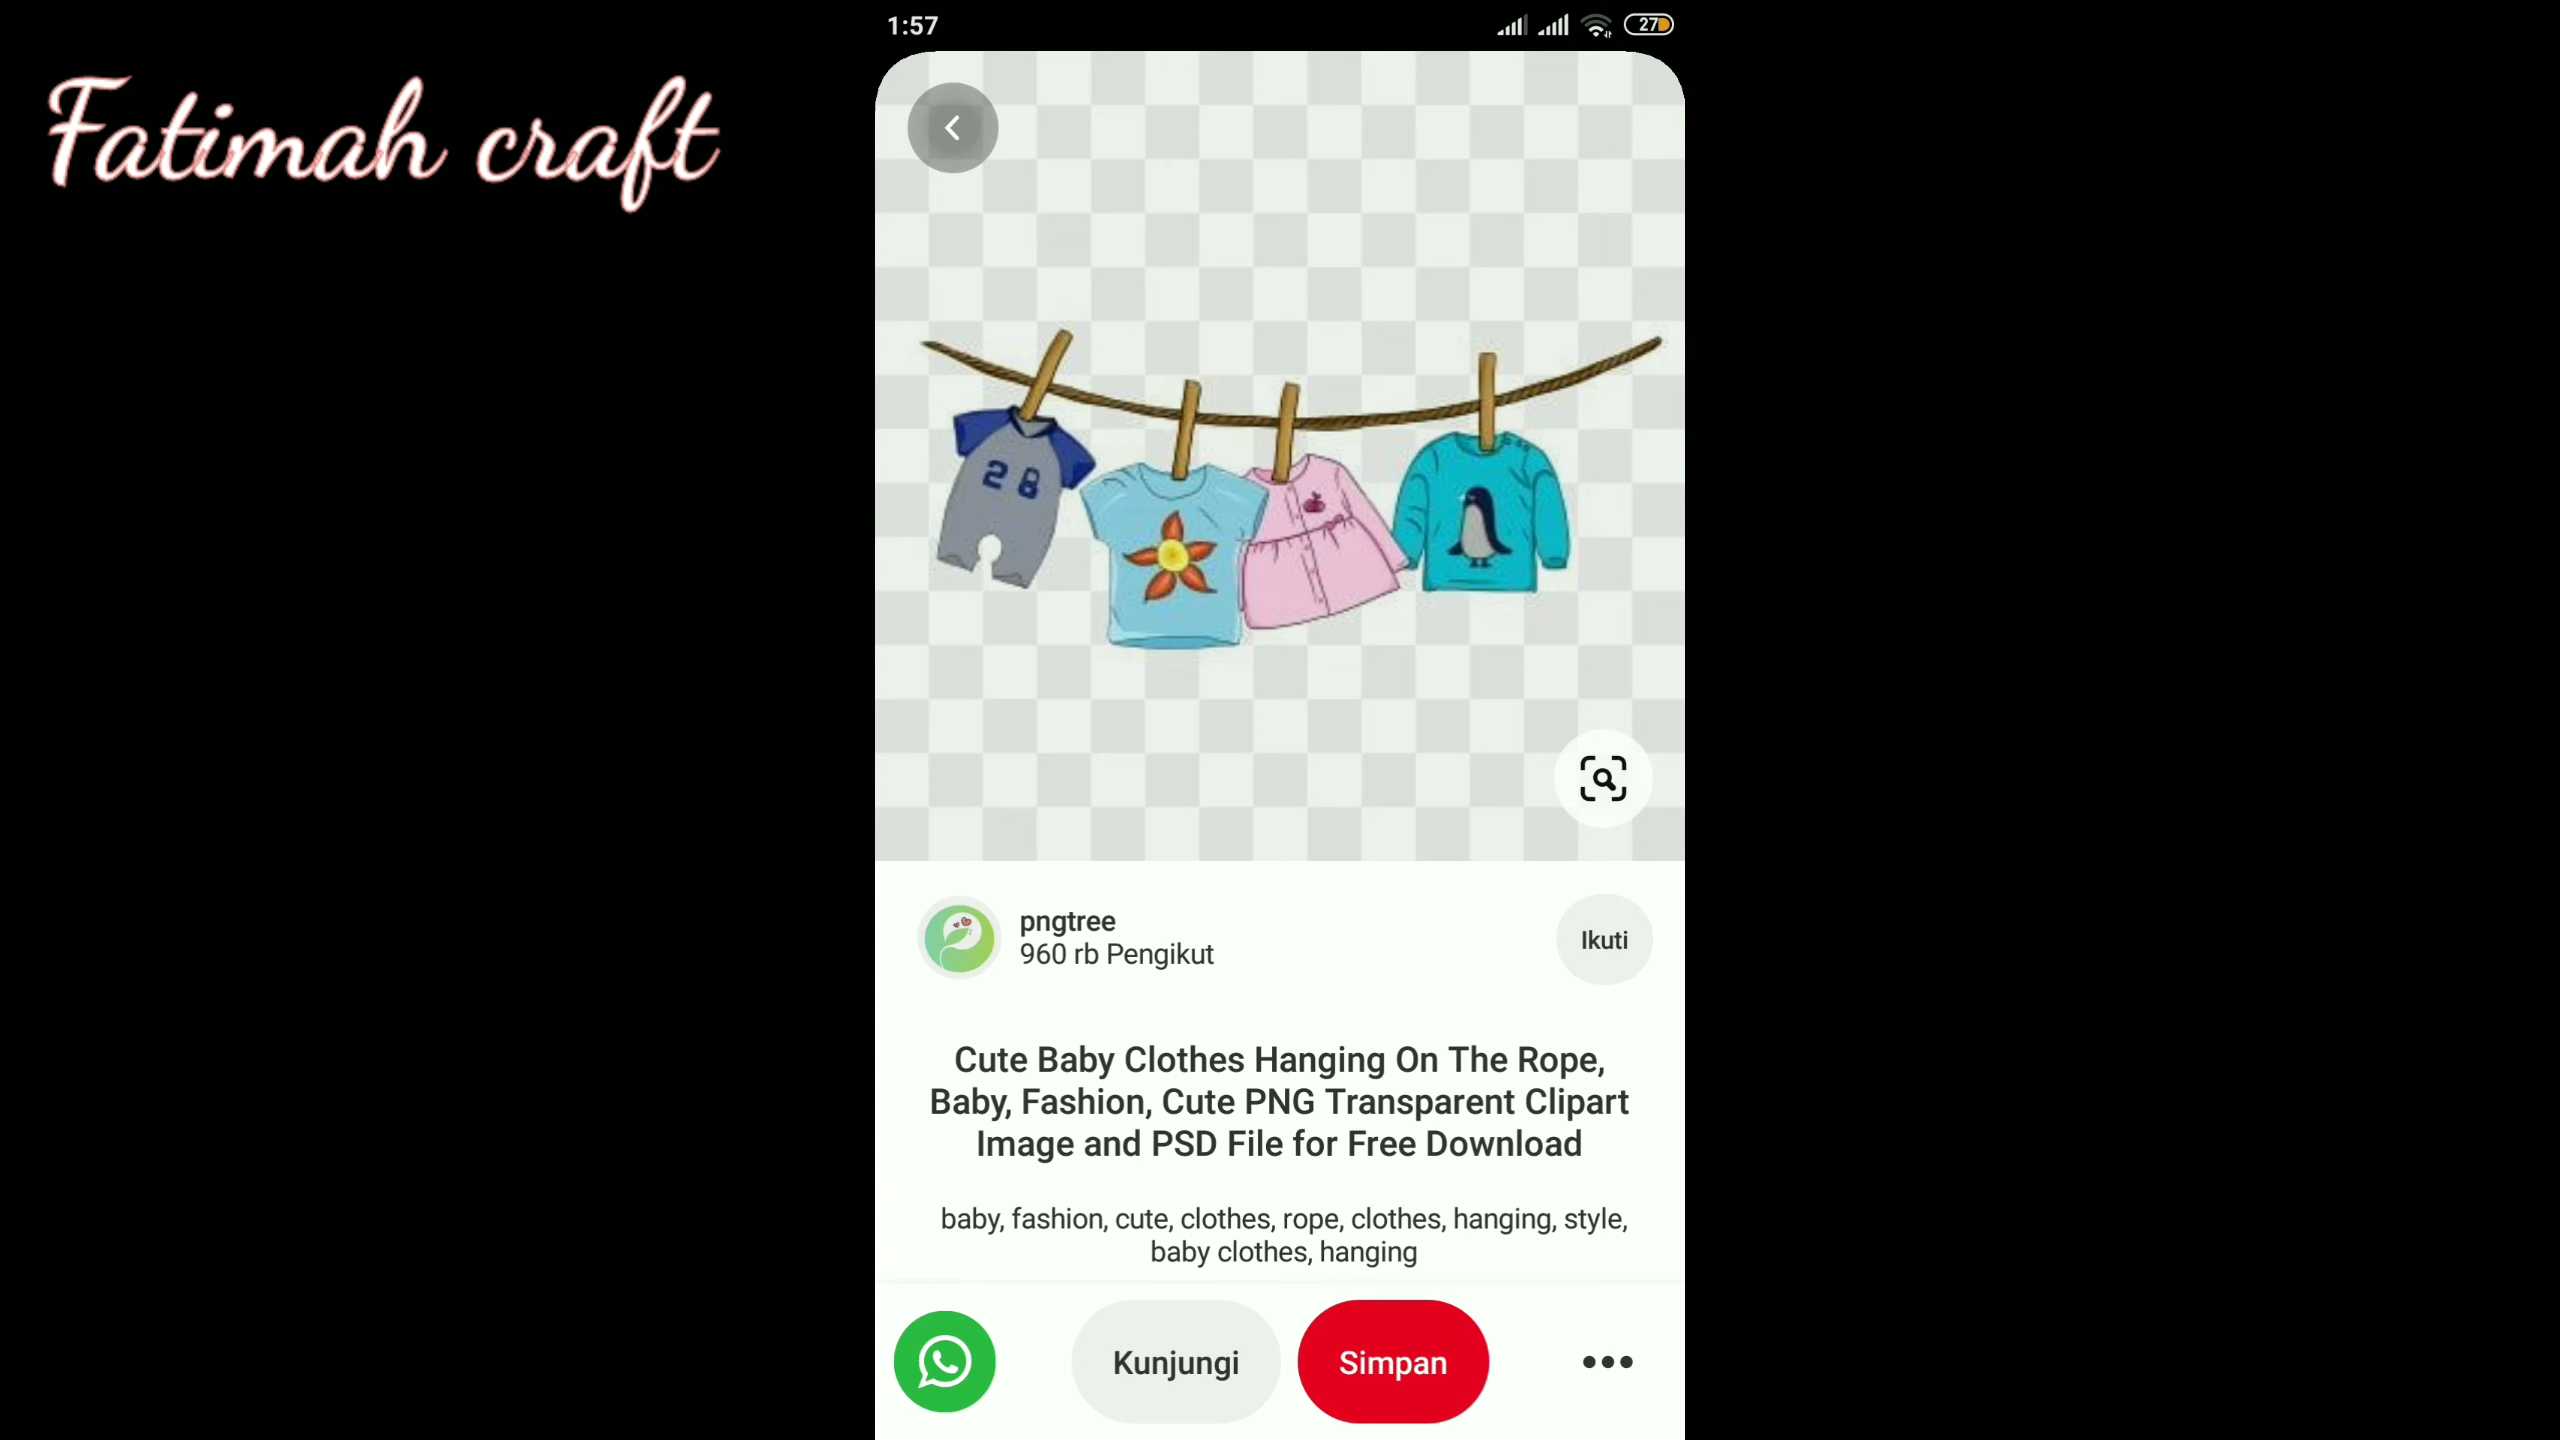 Fatimah craft
1:57
27
28
pngtree
960 rb Pengikut
Ikuti
Cute Baby Clothes Hanging On The Rope,
Baby, Fashion, Cute PNG Transparent Clipart
Image and PSD File for Free Download
baby, fashion, cute, clothes, rope, clothes, hanging, style,
baby clothes, hanging
Kunjungi
Simpan